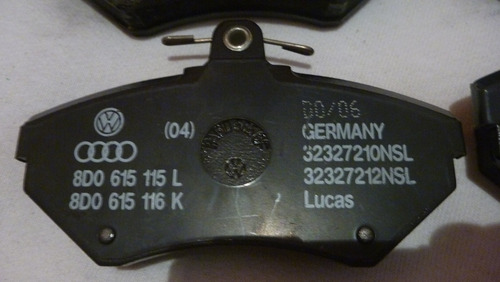 (04)
8D0 615 115 L
8D0 615 116 K
D0/06
GERMANY
32327210NSL
32327212NSL
Lucas